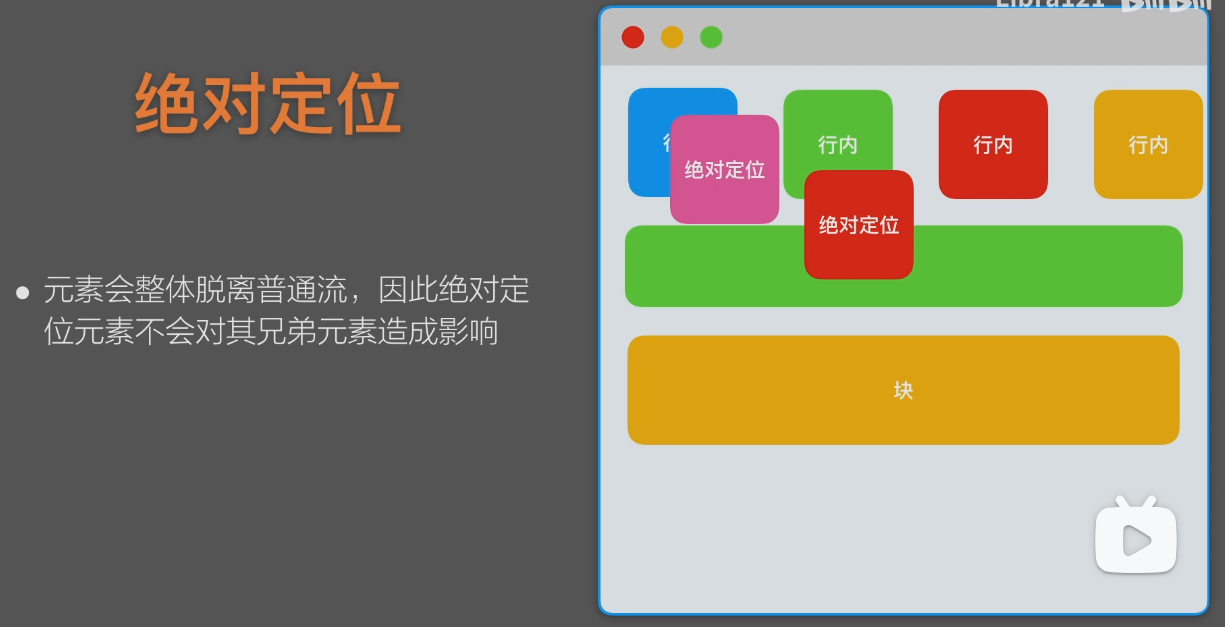 绝对定位
元素会整体脱离普通流，因此绝对定
位元素不会对其兄弟元素造成影响
行内
行内
行内
绝对定位
绝对定位
块